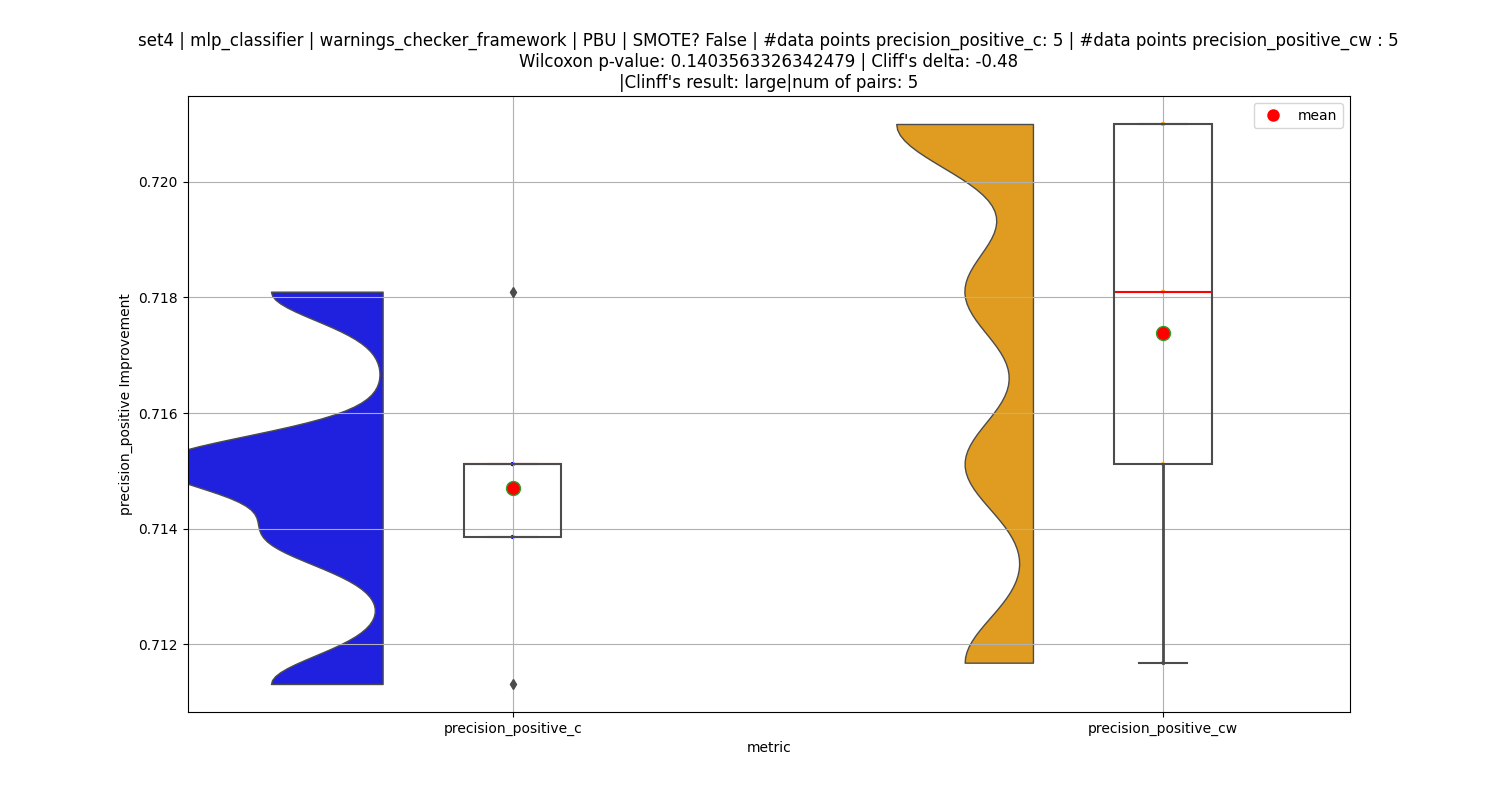 set4 | mlp_classifier | warnings_checker_framework | PBU | SMOTE? False | #data points precision_positive_c: 5 | #data points precision_positive_cw : 5
Wilcoxon p-value: 0.1403563326342479 | Cliff's delta: -0.48
|Clinff's result: large|num of pairs: 5
mean
0.720
0.718
0.716
0.714
0.712
precision_positive Improvement
precision_positive_c
precision_positive_cw
metric